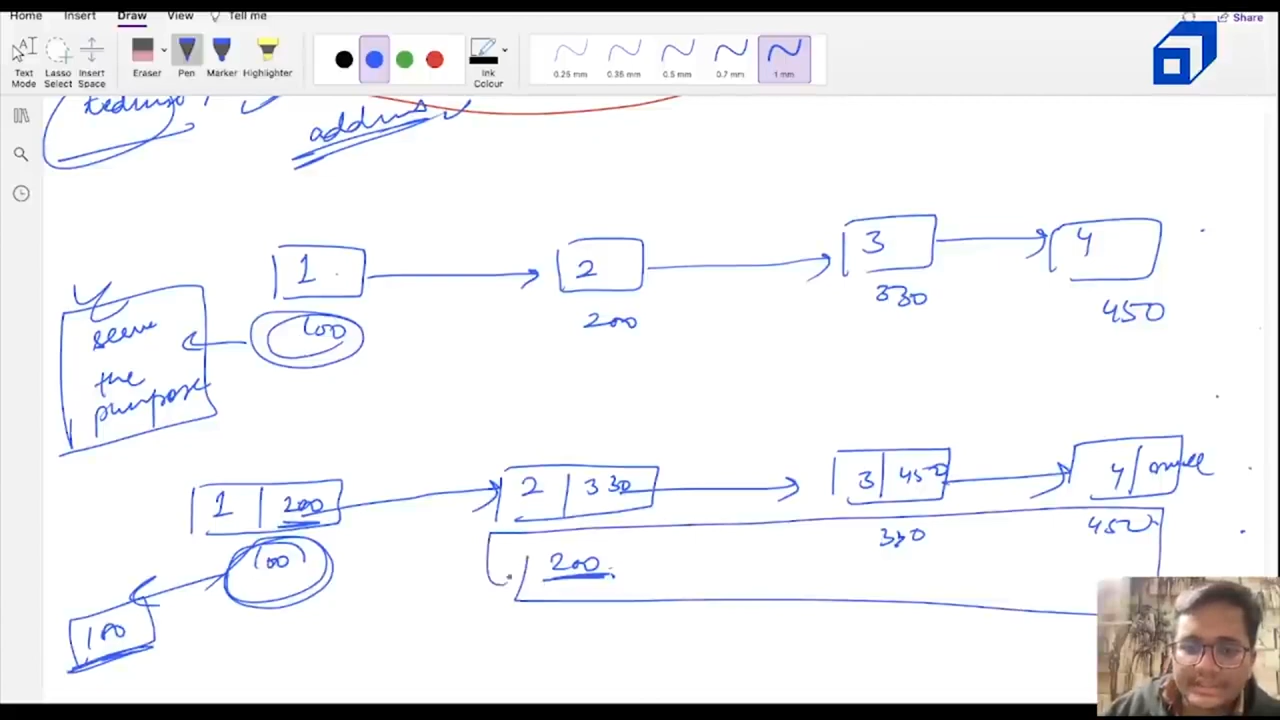 Home Insert Draw View Tell me Share
Text Mode Lasso Select Insert Space Eraser Pen Marker Highlighter Ink Colour 0.25 mm 0.35 mm 0.5 mm 0.7 mm 1 mm
address
1 2 3 4
100 200 330 450
serve
the
purpose
1 200 2 330 3 450 4
100 200 330 450
100